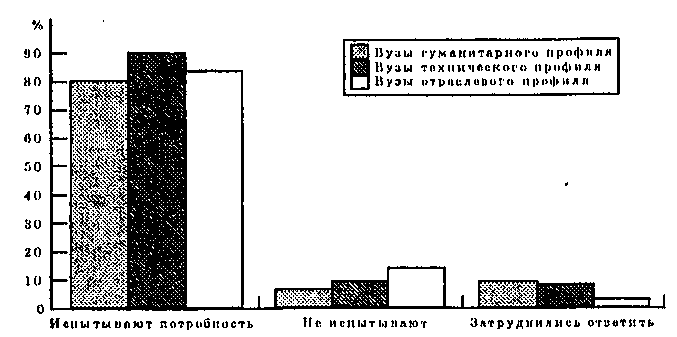 %
Вузы гуманитарного профиля
Вузы технического профиля
Вузы отраслевого профиля
90
80
70
60
50
40
30
20
10
0
Испытывают потробность
Не испытывают
Затруднились ответить